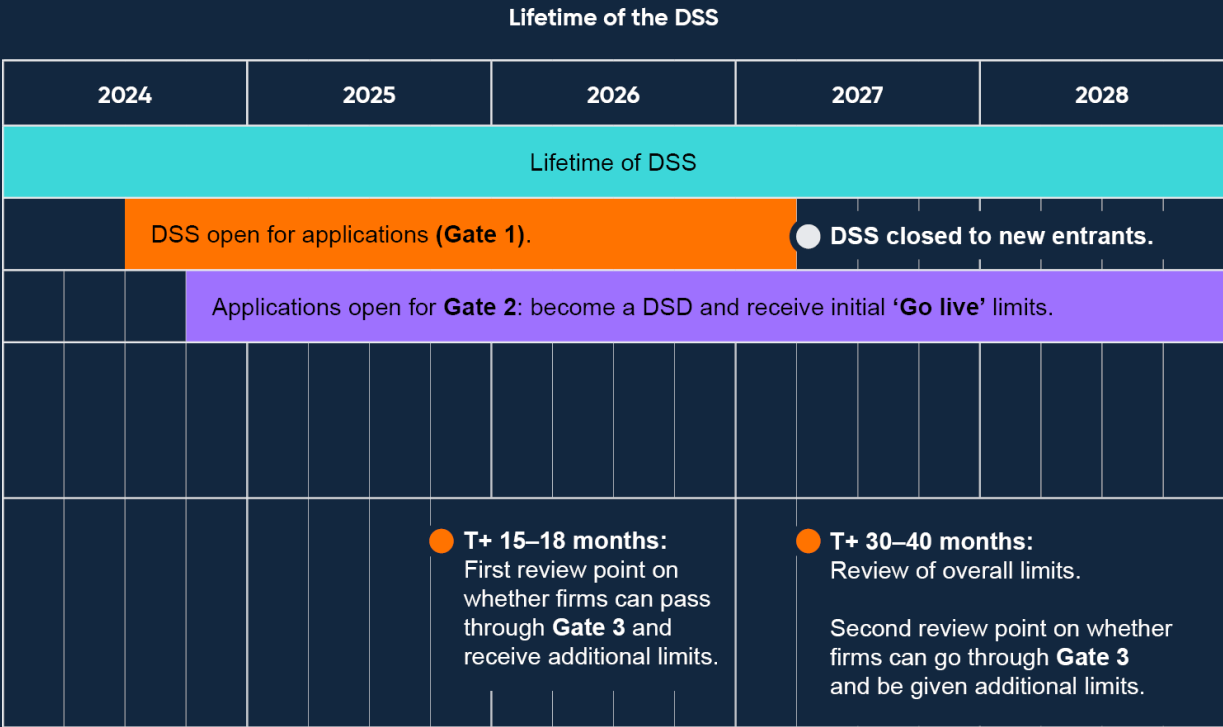 Lifetime of the DSS
2024 2025 2026 2027 2028
Lifetime of DSS
DSS open for applications (Gate 1).
DSS closed to new entrants.
Applications open for Gate 2: become a DSD and receive initial ‘Go live’ limits.
T+ 15–18 months:
First review point on
whether firms can pass
through Gate 3 and
receive additional limits.
T+ 30–40 months:
Review of overall limits.
Second review point on whether
firms can go through Gate 3
and be given additional limits.